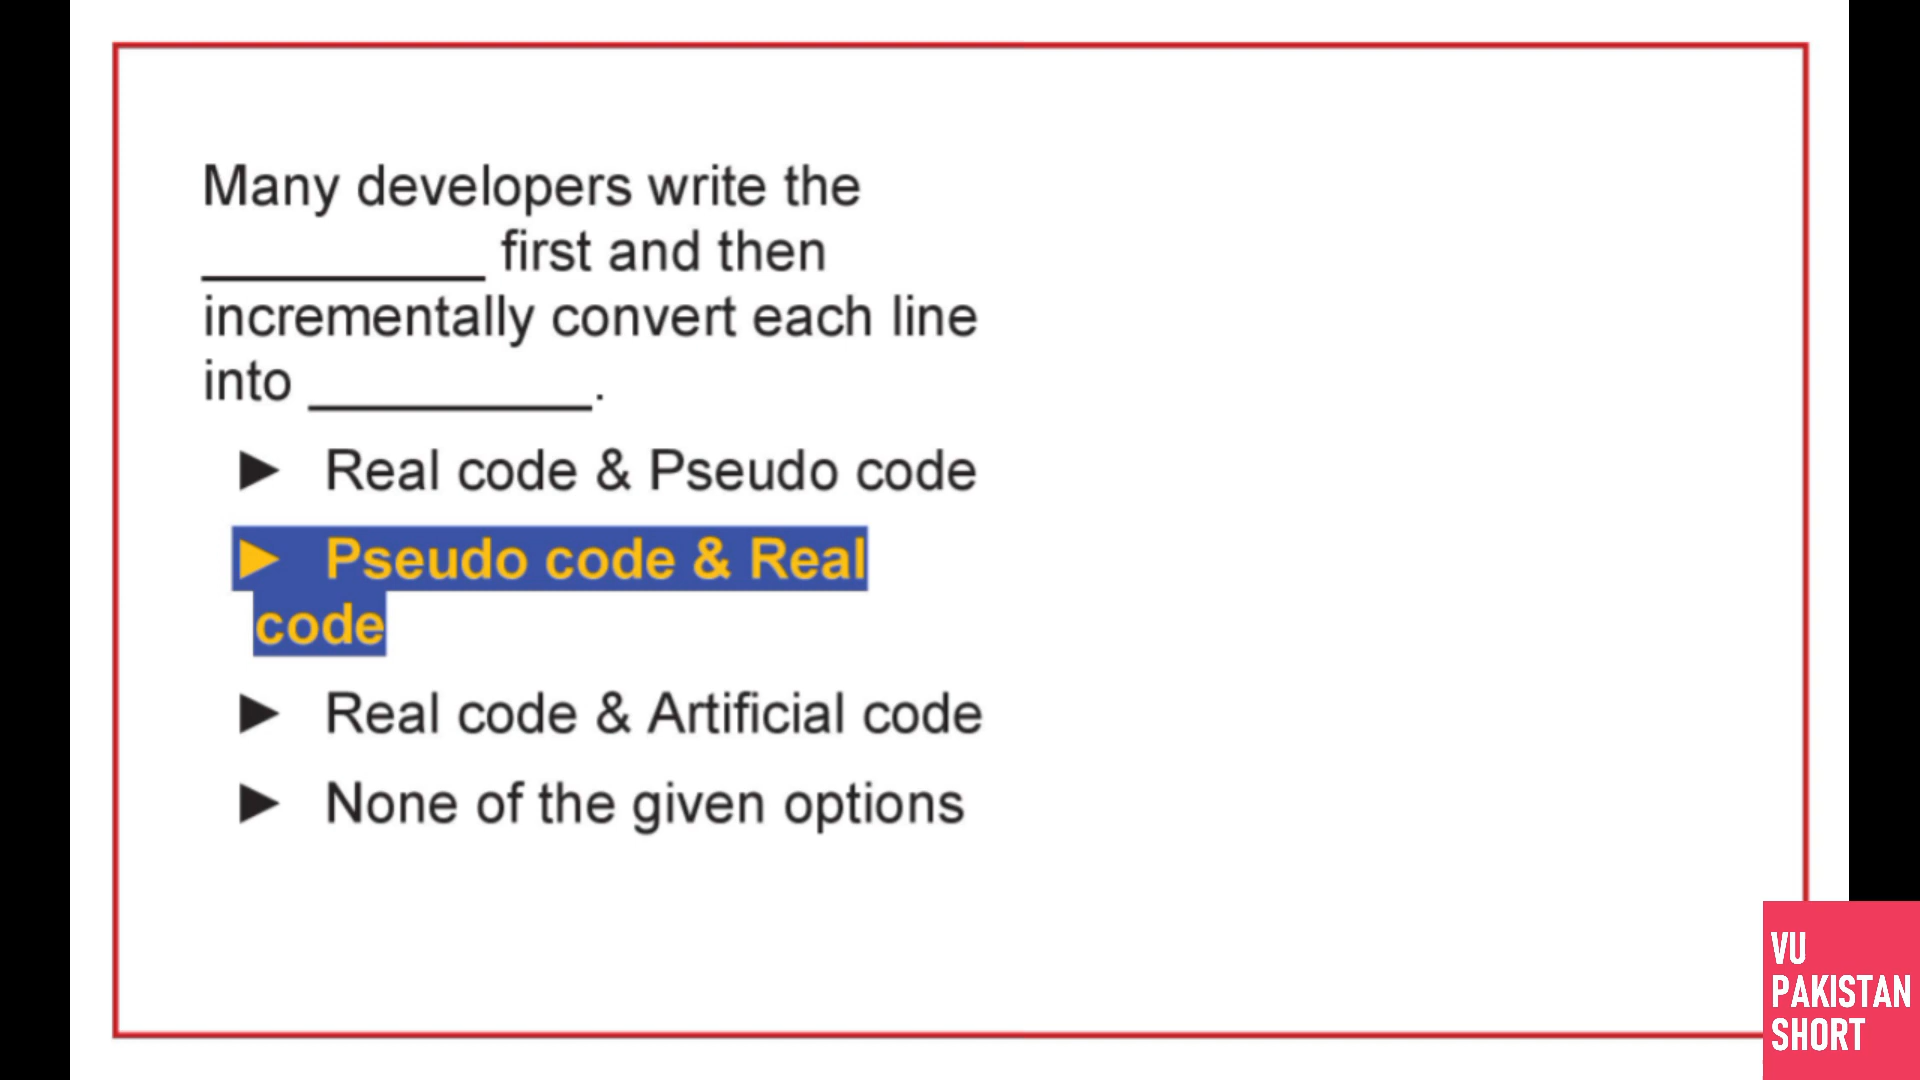 Many developers write the
__________ first and then
incrementally convert each line
into __________.
► Real code & Pseudo code
► Pseudo code & Real
code
► Real code & Artificial code
► None of the given options
VU
PAKISTAN
SHORT